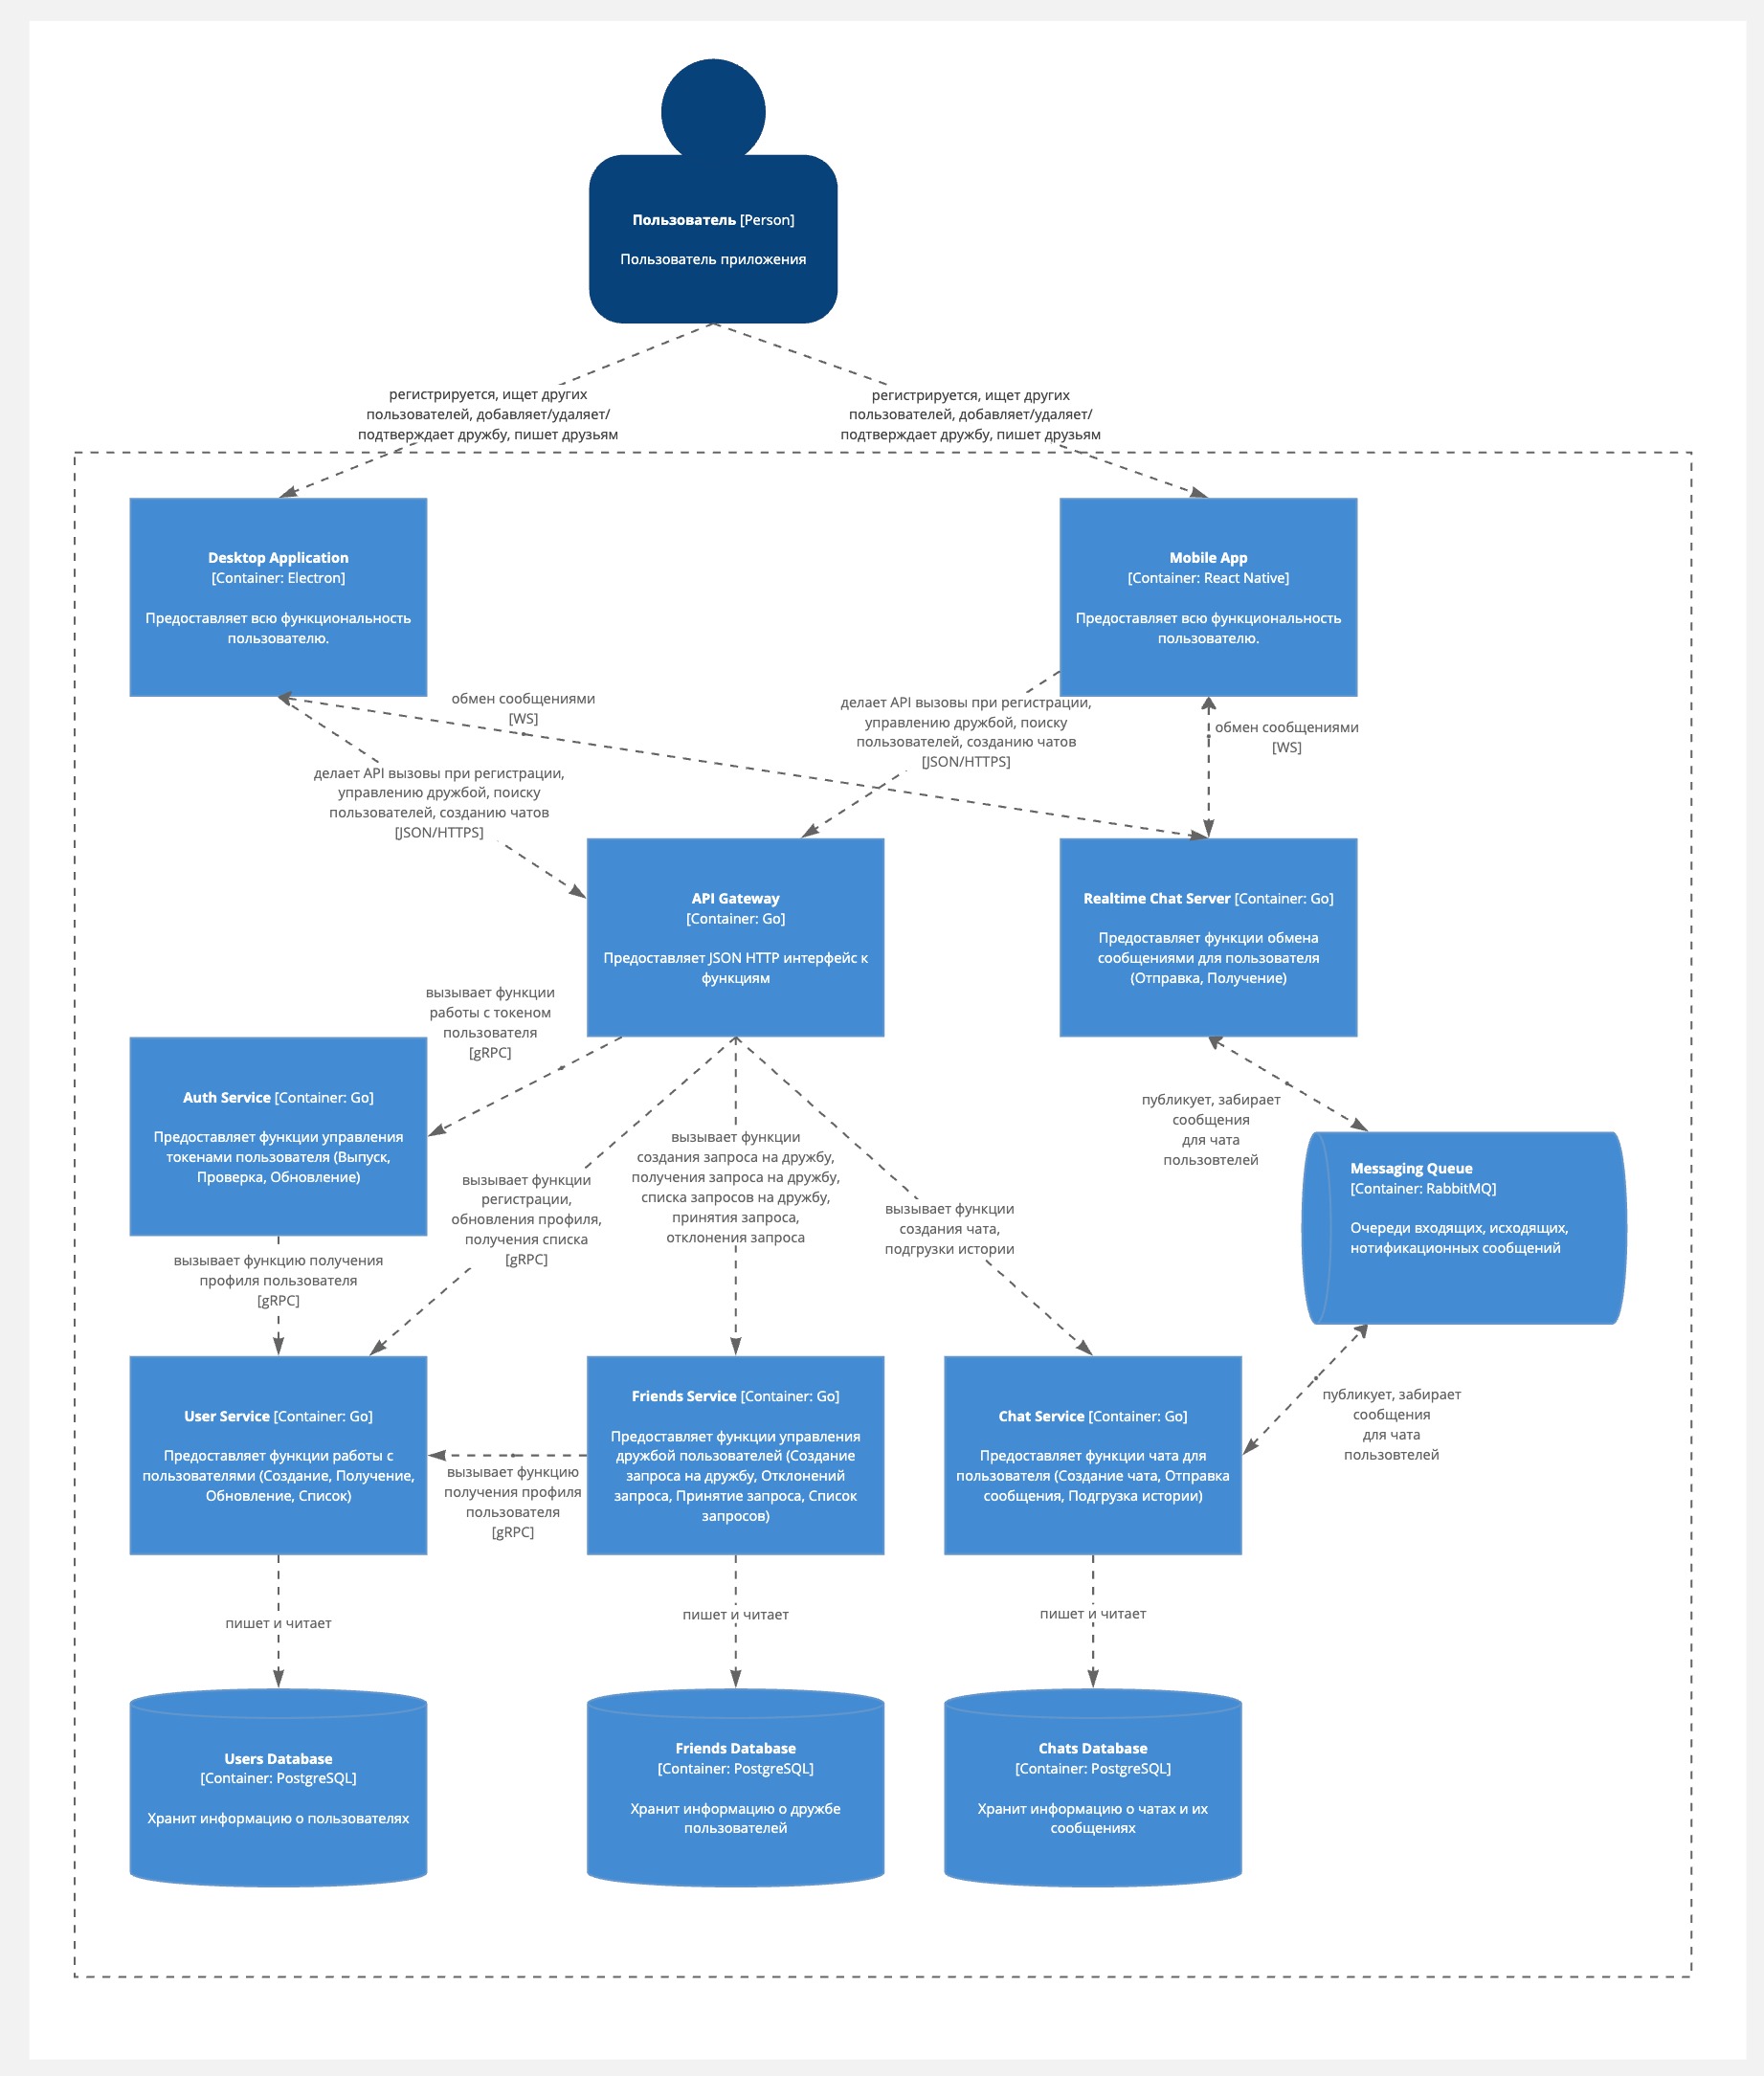 Пользователь [Person]
Пользователь приложения
регистрируется, ищет других
пользователей, добавляет/удаляет/
подтверждает дружбу, пишет друзьям
регистрируется, ищет других
пользователей, добавляет/удаляет/
подтверждает дружбу, пишет друзьям
Desktop Application
[Container: Electron]
Предоставляет всю функциональность
пользователю.
Mobile App
[Container: React Native]
Предоставляет всю функциональность
пользователю.
обмен сообщениями
[WS]
делает API вызовы при регистрации,
управлению дружбой, поиску
пользователей, созданию чатов
[JSON/HTTPS]
обмен сообщениями
[WS]
делает API вызовы при регистрации,
управлению дружбой, поиску
пользователей, созданию чатов
[JSON/HTTPS]
API Gateway
[Container: Go]
Предоставляет JSON HTTP интерфейс к
функциям
Realtime Chat Server [Container: Go]
Предоставляет функции обмена
сообщениями для пользователя
(Отправка, Получение)
вызывает функции
работы с токеном
пользователя
[gRPC]
Auth Service [Container: Go]
Предоставляет функции управления
токенами пользователя (Выпуск,
Проверка, Обновление)
публикует, забирает
сообщения
для чата
пользовтелей
вызывает функции
создания запроса на дружбу,
получения запроса на дружбу,
списка запросов на дружбу,
принятия запроса,
отклонения запроса
вызывает функции
регистрации,
обновления профиля,
получения списка
[gRPC]
вызывает функции
создания чата,
подгрузки истории
Messaging Queue
[Container: RabbitMQ]
Очереди входящих, исходящих,
нотификационных сообщений
вызывает функцию получения
профиля пользователя
[gRPC]
User Service [Container: Go]
Предоставляет функции работы с
пользователями (Создание, Получение,
Обновление, Список)
вызывает функцию
получения профиля
пользователя
[gRPC]
Friends Service [Container: Go]
Предоставляет функции управления
дружбой пользователей (Создание
запроса на дружбу, Отклонений
запроса, Принятие запроса, Список
запросов)
Chat Service [Container: Go]
Предоставляет функции чата для
пользователя (Создание чата, Отправка
сообщения, Подгрузка истории)
публикует, забирает
сообщения
для чата
пользовтелей
пишет и читает
пишет и читает
пишет и читает
Users Database
[Container: PostgreSQL]
Хранит информацию о пользователях
Friends Database
[Container: PostgreSQL]
Хранит информацию о дружбе
пользователей
Chats Database
[Container: PostgreSQL]
Хранит информацию о чатах и их
сообщениях